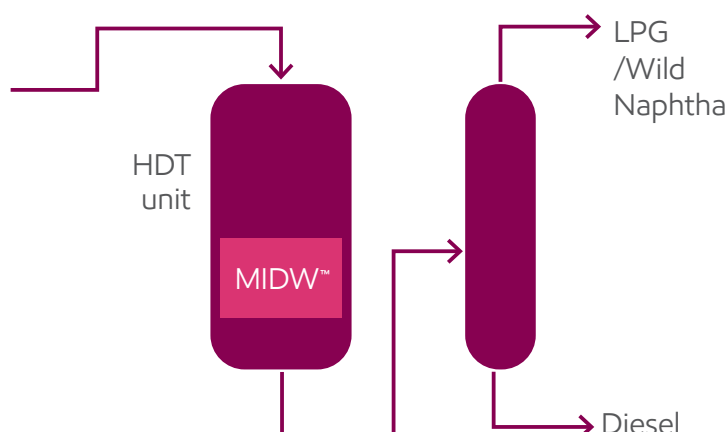 HDT
unit
MIDW™
LPG
/Wild
Naphtha
Diesel